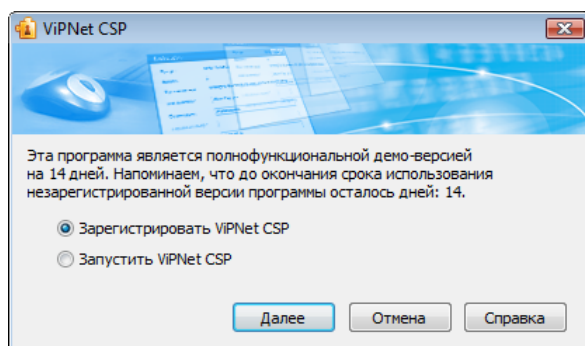 ViPNet CSP
Эта программа является полнофункциональной демо-версией
на 14 дней. Напоминаем, что до окончания срока использования
незарегистрированной версии программы осталось дней: 14.
Зарегистрировать ViPNet CSP
Запустить ViPNet CSP
Далее
Отмена
Справка